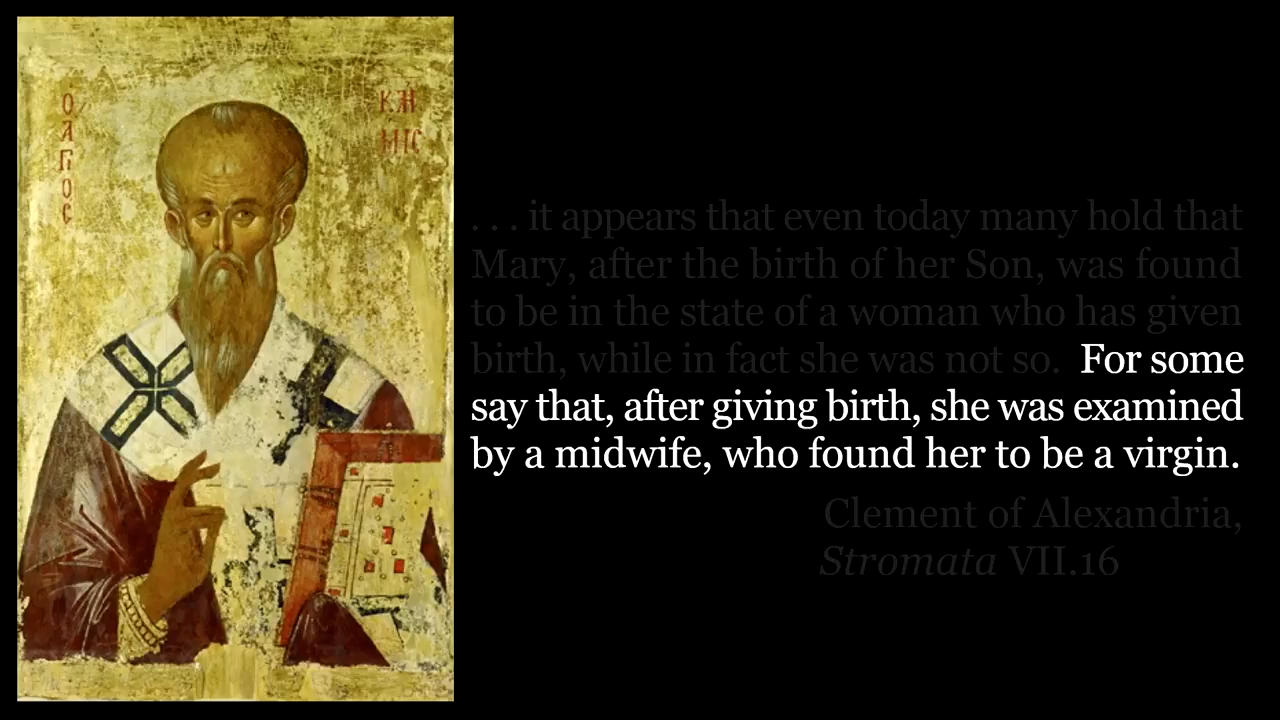 Ο
Α
Γι
Ο
С
ΚΛΗ
ΜΙС
. . . it appears that even today many hold that
Mary, after the birth of her Son, was found
to be in the state of a woman who has given
birth, while in fact she was not so. For some
say that, after giving birth, she was examined
by a midwife, who found her to be a virgin.
Clement of Alexandria,
Stromata VII.16